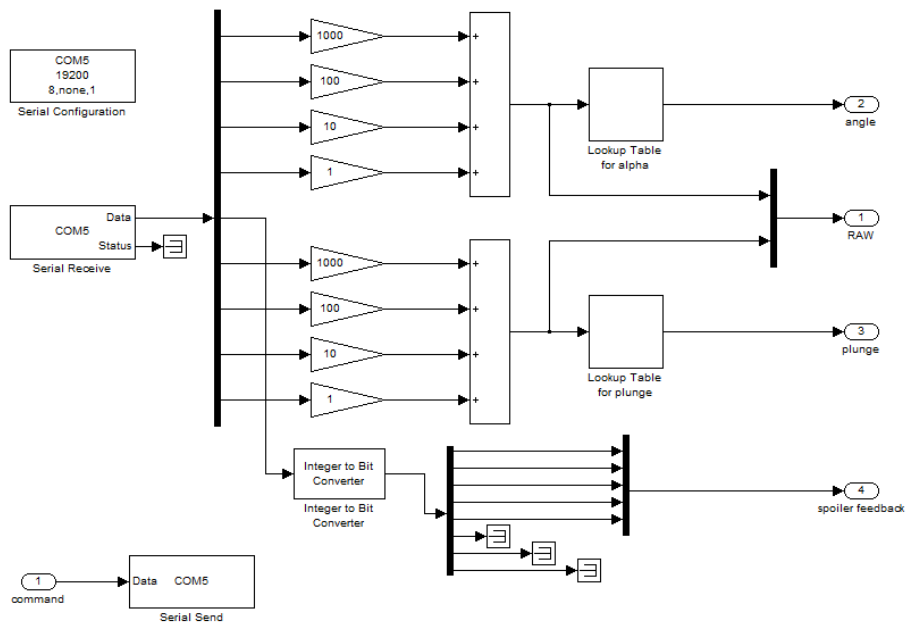 1000
+
COM5
19200
8,none,1
Serial Configuration
100
+
2
angle
10
+
Lookup Table
for alpha
1
+
Data
COM5
Status
Serial Receive
1
RAW
1000
+
100
+
3
plunge
10
+
Lookup Table
for plunge
1
+
Integer to Bit
Converter
Integer to Bit
Converter
4
spoiler feedback
1
command
Data
COM5
Serial Send